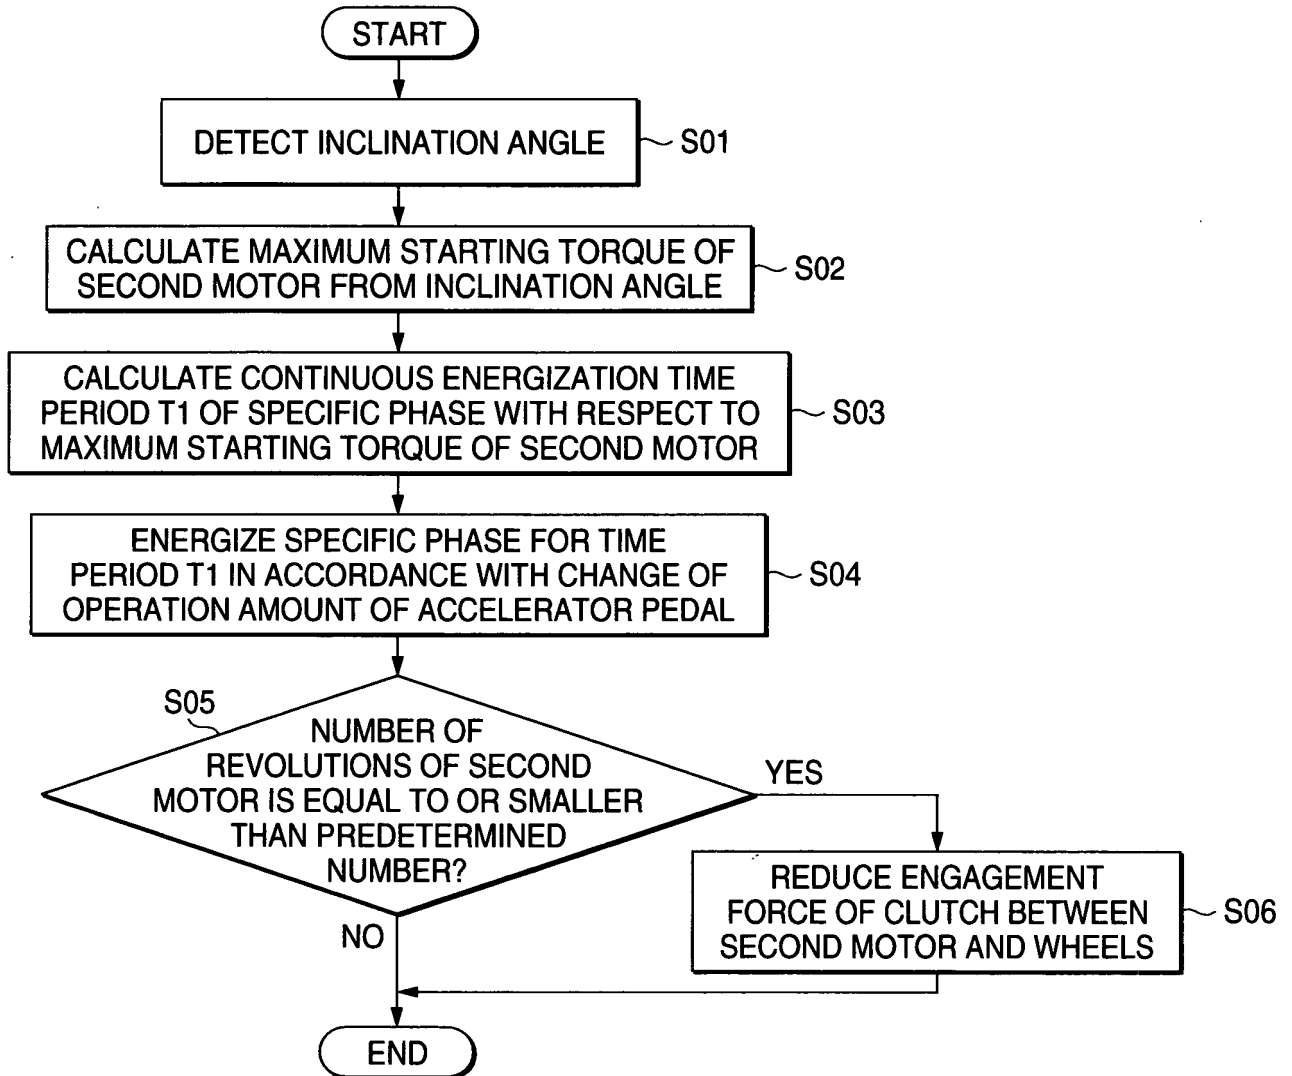 START
DETECT INCLINATION ANGLE
S01
CALCULATE MAXIMUM STARTING TORQUE OF
SECOND MOTOR FROM INCLINATION ANGLE
S02
CALCULATE CONTINUOUS ENERGIZATION TIME
PERIOD T1 OF SPECIFIC PHASE WITH RESPECT TO
MAXIMUM STARTING TORQUE OF SECOND MOTOR
S03
ENERGIZE SPECIFIC PHASE FOR TIME
PERIOD T1 IN ACCORDANCE WITH CHANGE OF
OPERATION AMOUNT OF ACCELERATOR PEDAL
S04
S05
NUMBER OF
REVOLUTIONS OF SECOND
MOTOR IS EQUAL TO OR SMALLER
THAN PREDETERMINED
NUMBER?
YES
REDUCE ENGAGEMENT
FORCE OF CLUTCH BETWEEN
SECOND MOTOR AND WHEELS
S06
NO
END